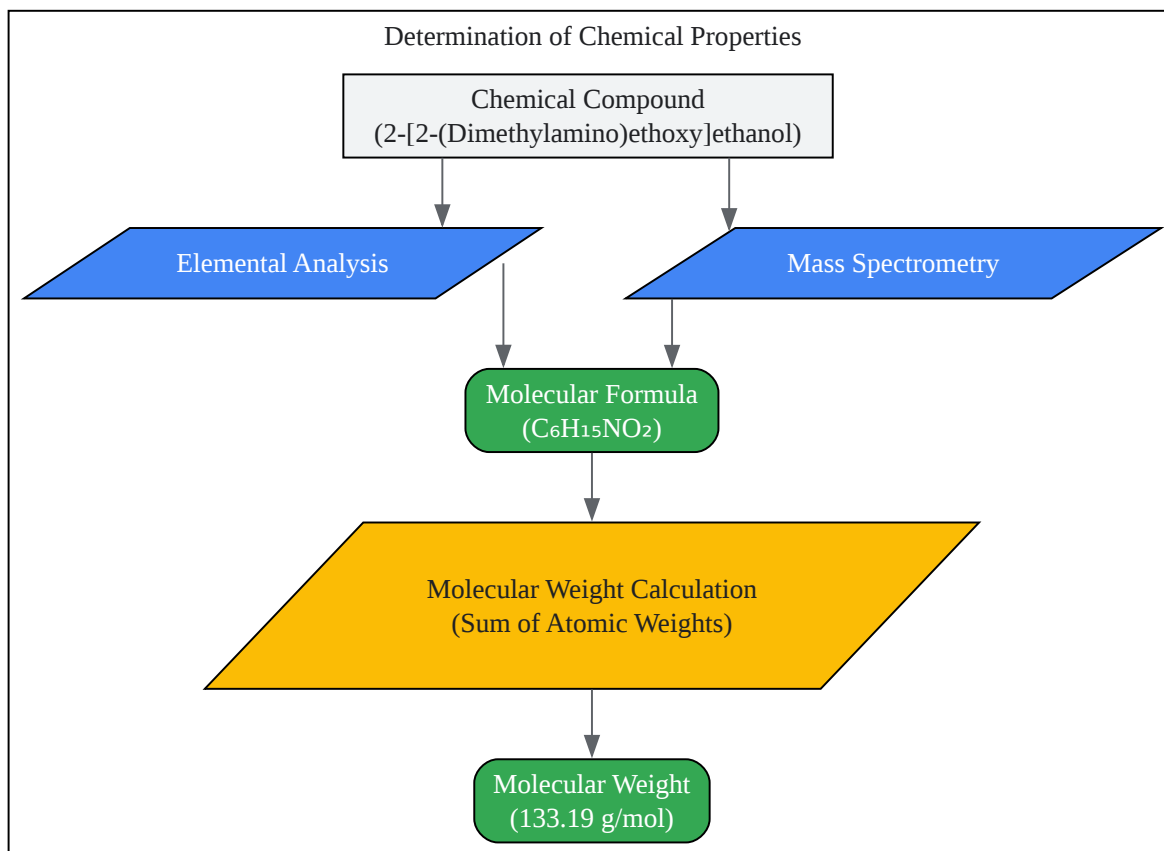 Determination of Chemical Properties
Chemical Compound
(2-[2-(Dimethylamino)ethoxy]ethanol)
Elemental Analysis
Mass Spectrometry
Molecular Formula
(C₆H₁₅NO₂)
Molecular Weight Calculation
(Sum of Atomic Weights)
Molecular Weight
(133.19 g/mol)